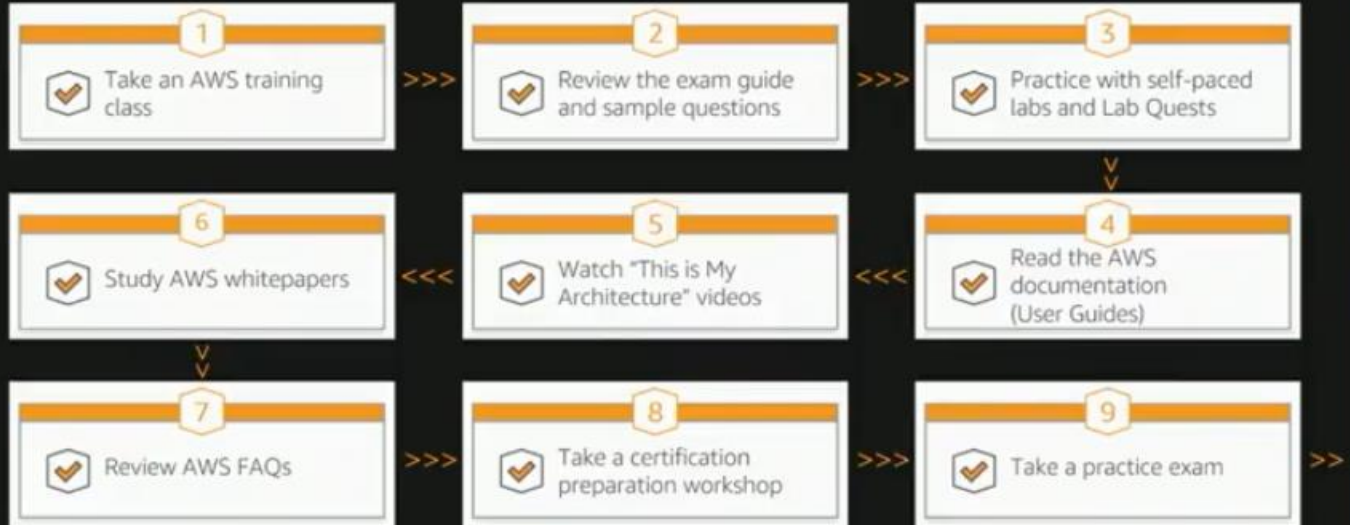 1
Take an AWS training
class
>>>
2
Review the exam guide
and sample questions
>>>
3
Practice with self-paced
labs and Lab Quests
>>
4
Read the AWS
documentation
(User Guides)
<<<
5
Watch "This is My
Architecture" videos
<<<
6
Study AWS whitepapers
>>
7
Review AWS FAQs
>>>
8
Take a certification
preparation workshop
>>>
9
Take a practice exam
>>